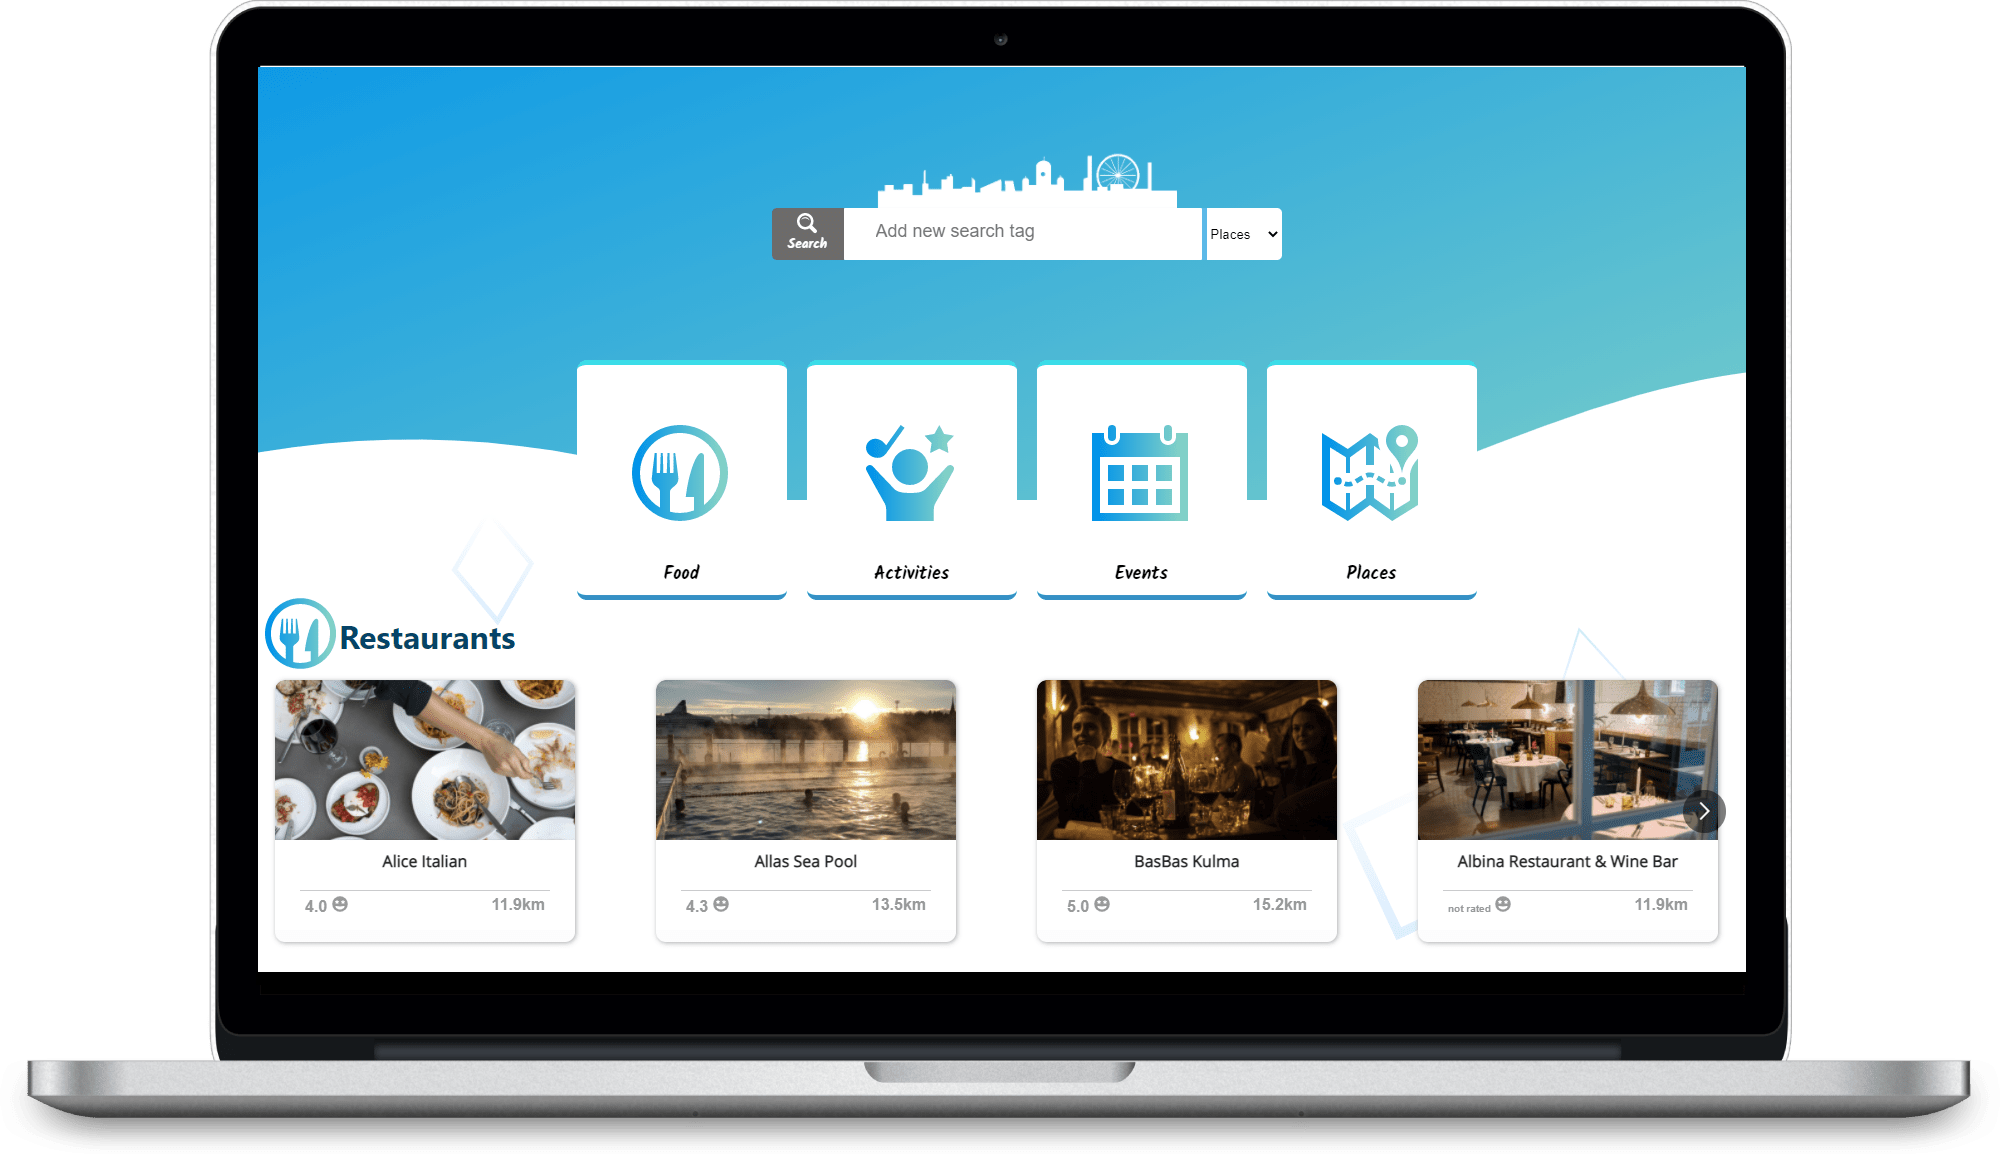 Search
Add new search tag
Places
Food
Activities
Events
Places
Restaurants
Alice Italian
4.0
11.9km
Allas Sea Pool
4.3
13.5km
BasBas Kulma
5.0
15.2km
Albina Restaurant & Wine Bar
not rated
11.9km